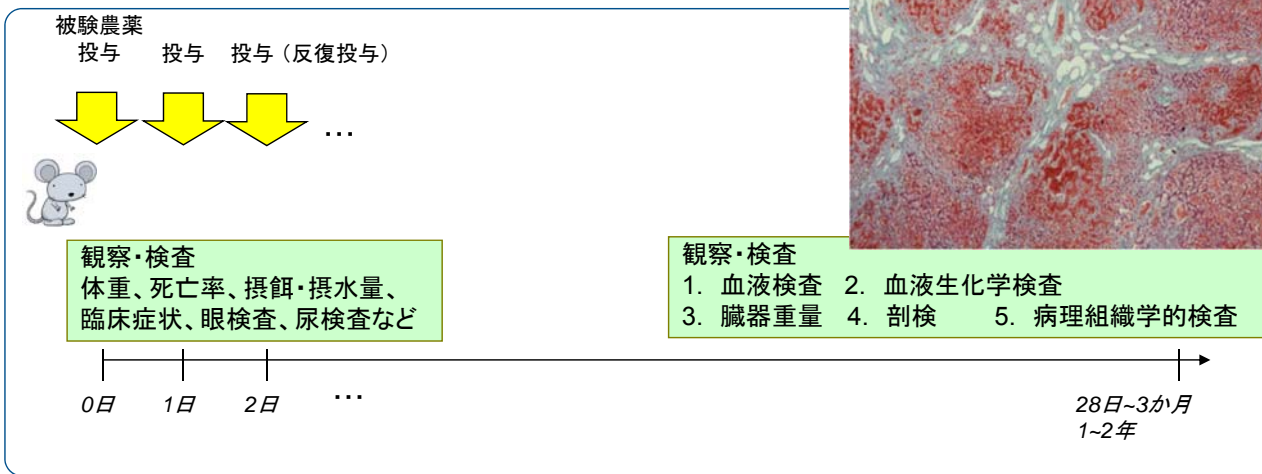 被験農薬
投与 投与 投与（反復投与）
…
観察・検査
体重、死亡率、摂餌・摂水量、
臨床症状、眼検査、尿検査など
観察・検査
1. 血液検査 2. 血液生化学検査
3. 臓器重量 4. 剖検 5. 病理組織学的検査
0日 1日 2日 … 28日~3か月
1~2年